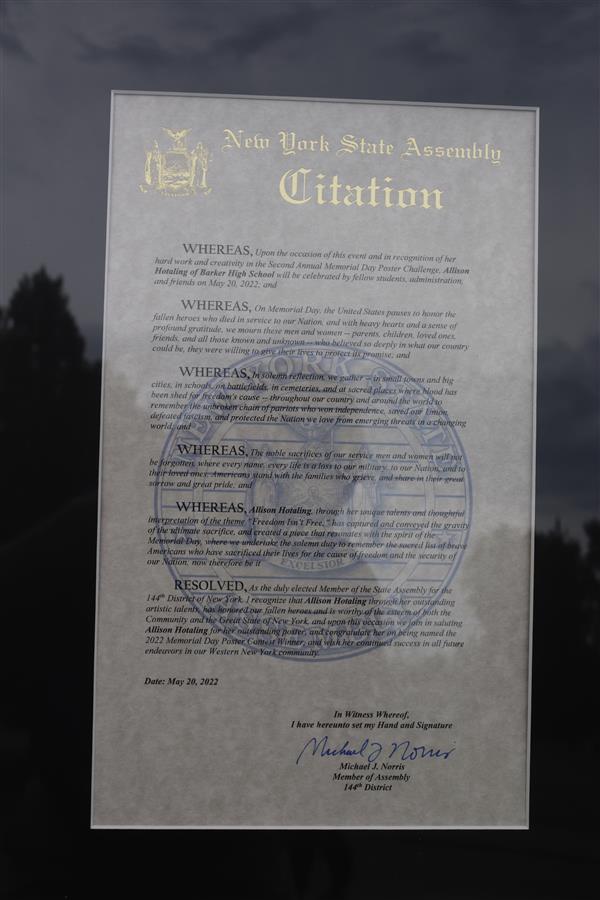 New York State Assembly
Citation
WHEREAS, Upon the occasion of this event and in recognition of her
hard work and creativity in the Second Annual Memorial Day Poster Challenge, Allison
Hotaling of Barker High School will be celebrated by fellow students, administration,
and friends on May 20, 2022; and
WHEREAS, On Memorial Day, the United States pauses to honor the
fallen heroes who died in service to our Nation, and with heavy hearts and a sense of
profound gratitude, we mourn these men and women -- parents, children, loved ones,
friends, and all those known and unknown -- who believed so deeply in what our country
could be, they were willing to give their lives to protect its promise; and
WHEREAS, In solemn reflection, we gather -- in small towns and big
cities, in schools, on battlefields, in cemeteries, and at sacred places where blood has
been shed for freedom's cause -- throughout our country and around the world to
remember the unbroken chain of patriots who won independence, saved our Union,
defeated fascism, and protected the Nation we love from emerging threats in a changing
world; and
WHEREAS, The noble sacrifices of our service men and women will not
be forgotten, where every name, every life is a loss to our military, to our Nation, and to
their loved ones; Americans stand with the families who grieve, and share in their great
sorrow and great pride; and
WHEREAS, Allison Hotaling, through her unique talents and thoughtful
interpretation of the theme "Freedom Isn't Free," has captured and conveyed the gravity
of the ultimate sacrifice, and created a piece that resonates with the spirit of the
Memorial Day, where we undertake the solemn duty to remember the sacred list of brave
Americans who have sacrificed their lives for the cause of freedom and the security of
our Nation, now therefore be it
EXCELSIOR
RESOLVED, As the duly elected Member of the State Assembly for the
144th District of New York, I recognize that Allison Hotaling through her outstanding
artistic talents, has honored our fallen heroes and is worthy of the esteem of both the
Community and the Great State of New York, and upon this occasion we join in saluting
Allison Hotaling for her outstanding poster, and congratulate her on being named the
2022 Memorial Day Poster Contest Winner, and wish her continued success in all future
endeavors in our Western New York community.
Date: May 20, 2022
In Witness Whereof,
I have hereunto set my Hand and Signature
Michael J Norris
Michael J. Norris
Member of Assembly
144th District